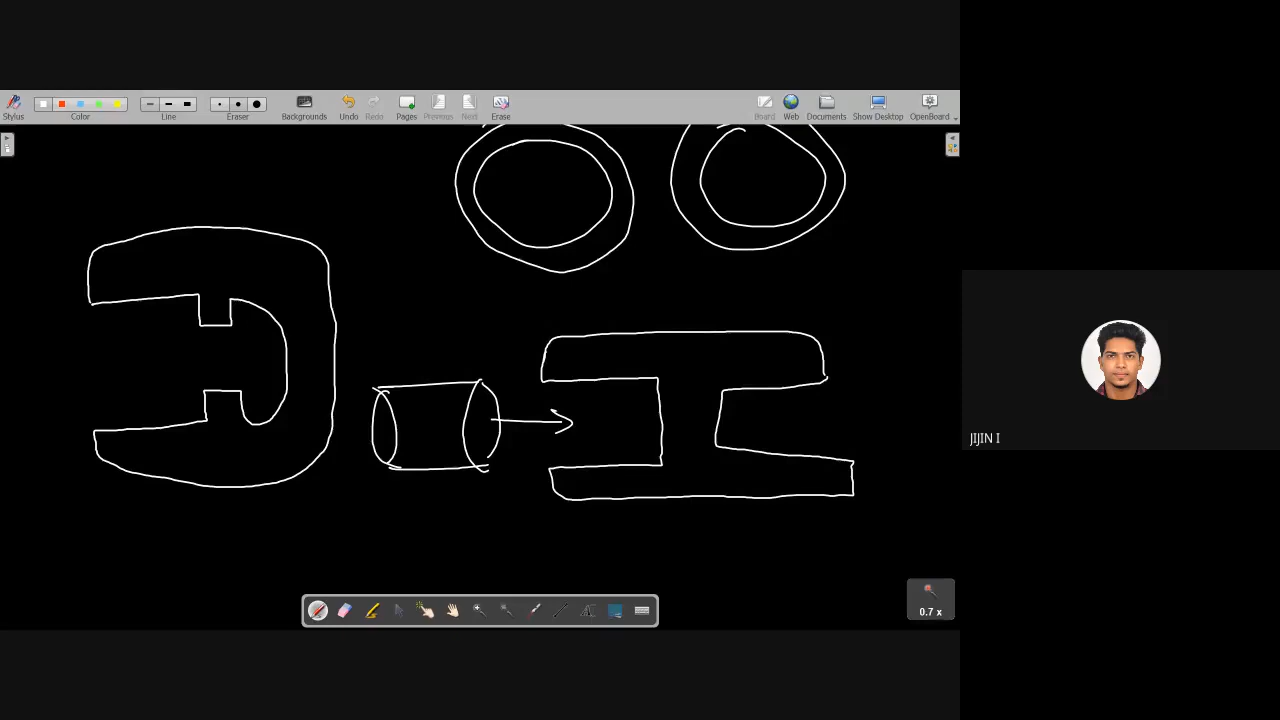 Stylus Color Line Eraser Backgrounds Undo Redo Pages Previous Next Erase Board Web Documents Show Desktop OpenBoard
JIJIN I
0.7 x